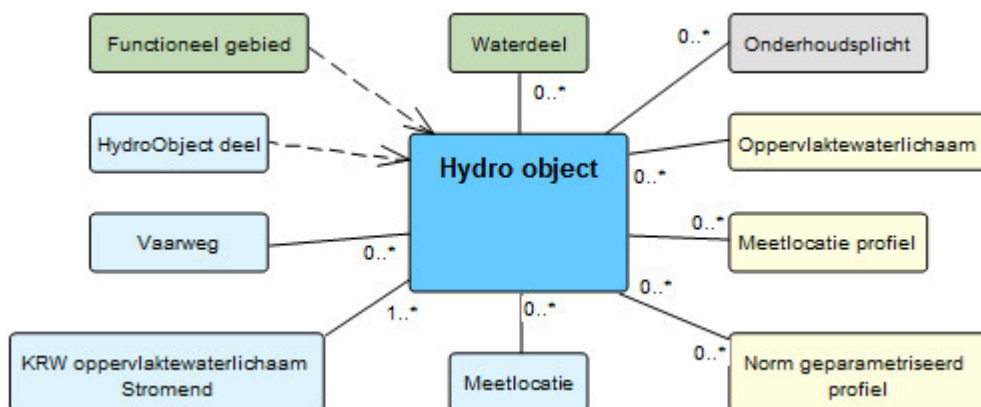 Functioneel gebied
Waterdeel
Onderhoudsplicht
0..*
0..*
HydroObject deel
Hydro object
Oppervlaktewaterlichaam
0..*
Vaarweg
0..*
0..*
Meetlocatie profiel
1..*
0..*
0..*
KRW oppervlaktewaterlichaam
Stromend
Meetlocatie
0..*
Norm geparametriseerd
profiel